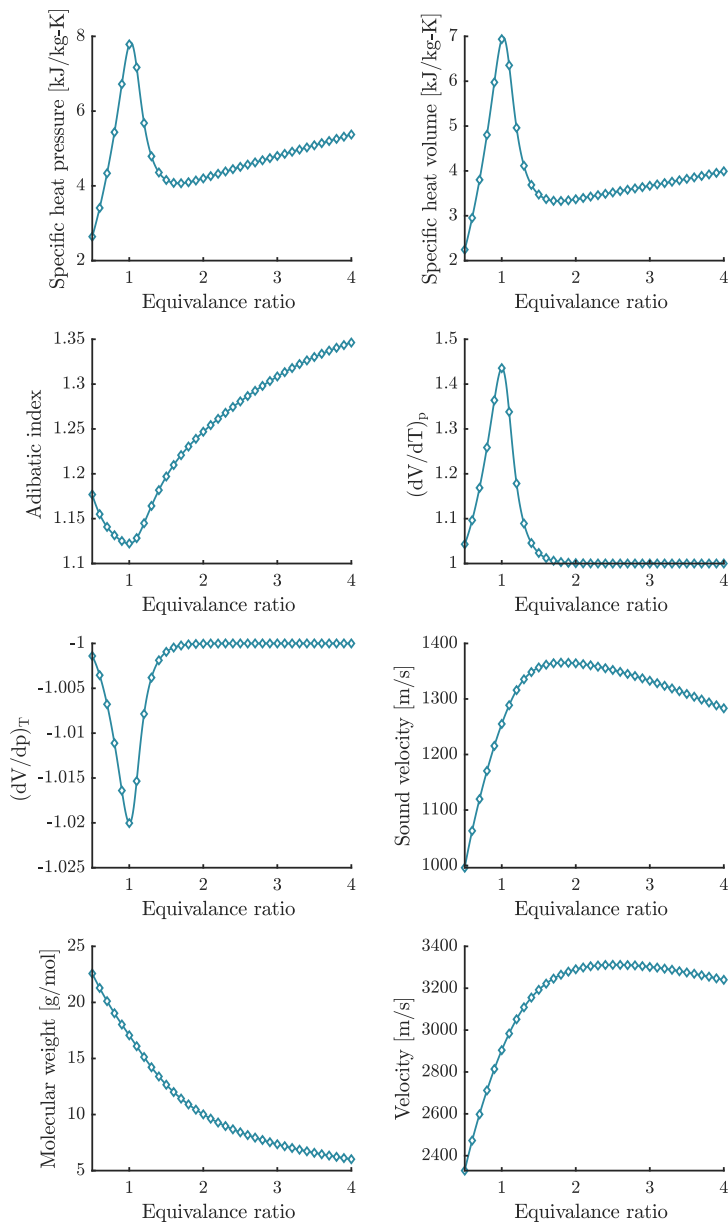 Specific heat pressure [kJ/kg-K]
8
6
4
2
1 2 3 4
Equivalance ratio
Specific heat volume [kJ/kg-K]
7
6
5
4
3
2
1 2 3 4
Equivalance ratio
Adibatic index
1.35
1.3
1.25
1.2
1.15
1.1
1 2 3 4
Equivalance ratio
(dV/dT)p
1.5
1.4
1.3
1.2
1.1
1
1 2 3 4
Equivalance ratio
(dV/dp)T
-1
-1.005
-1.01
-1.015
-1.02
-1.025
1 2 3 4
Equivalance ratio
Sound velocity [m/s]
1400
1300
1200
1100
1000
1 2 3 4
Equivalance ratio
Molecular weight [g/mol]
25
20
15
10
5
1 2 3 4
Equivalance ratio
Velocity [m/s]
3400
3200
3000
2800
2600
2400
1 2 3 4
Equivalance ratio